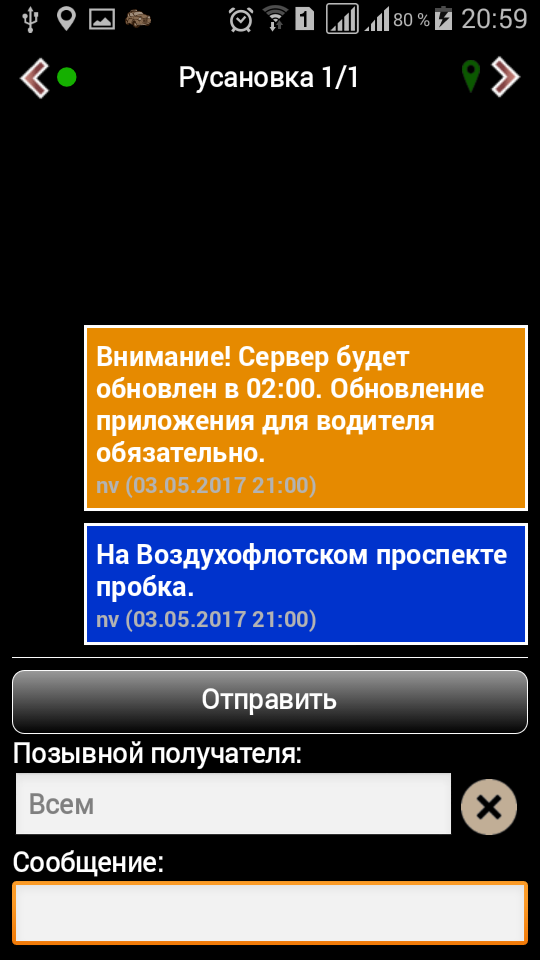 1 80 % 20:59
Русановка 1/1
Внимание! Сервер будет
обновлен в 02:00. Обновление
приложения для водителя
обязательно.
nv (03.05.2017 21:00)
На Воздухофлотском проспекте
пробка.
nv (03.05.2017 21:00)
Отправить
Позывной получателя:
Всем
Сообщение: